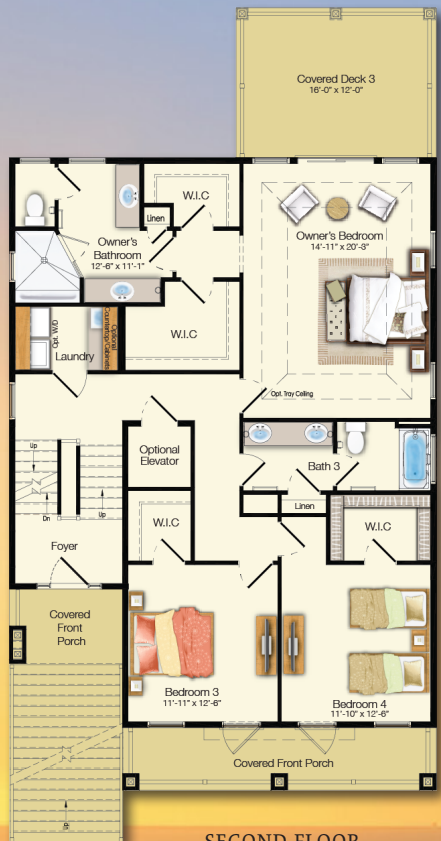 Covered Deck 3
16'-0" x 12'-0"
W.I.C
Linen
Owner's
Bathroom
12'-6" x 11'-1"
Owner's Bedroom
14'-11" x 20'-3"
W.I.C
Opt. W/D
Optional
Countertop/Cabinets
Laundry
Opt. Tray Ceiling
Up
Dn
Up
Optional
Elevator
Bath 3
Linen
W.I.C
W.I.C
Foyer
Covered
Front
Porch
Bedroom 3
11'-11" x 12'-6"
Bedroom 4
11'-10" x 12'-6"
Covered Front Porch
Up
SECOND FLOOR